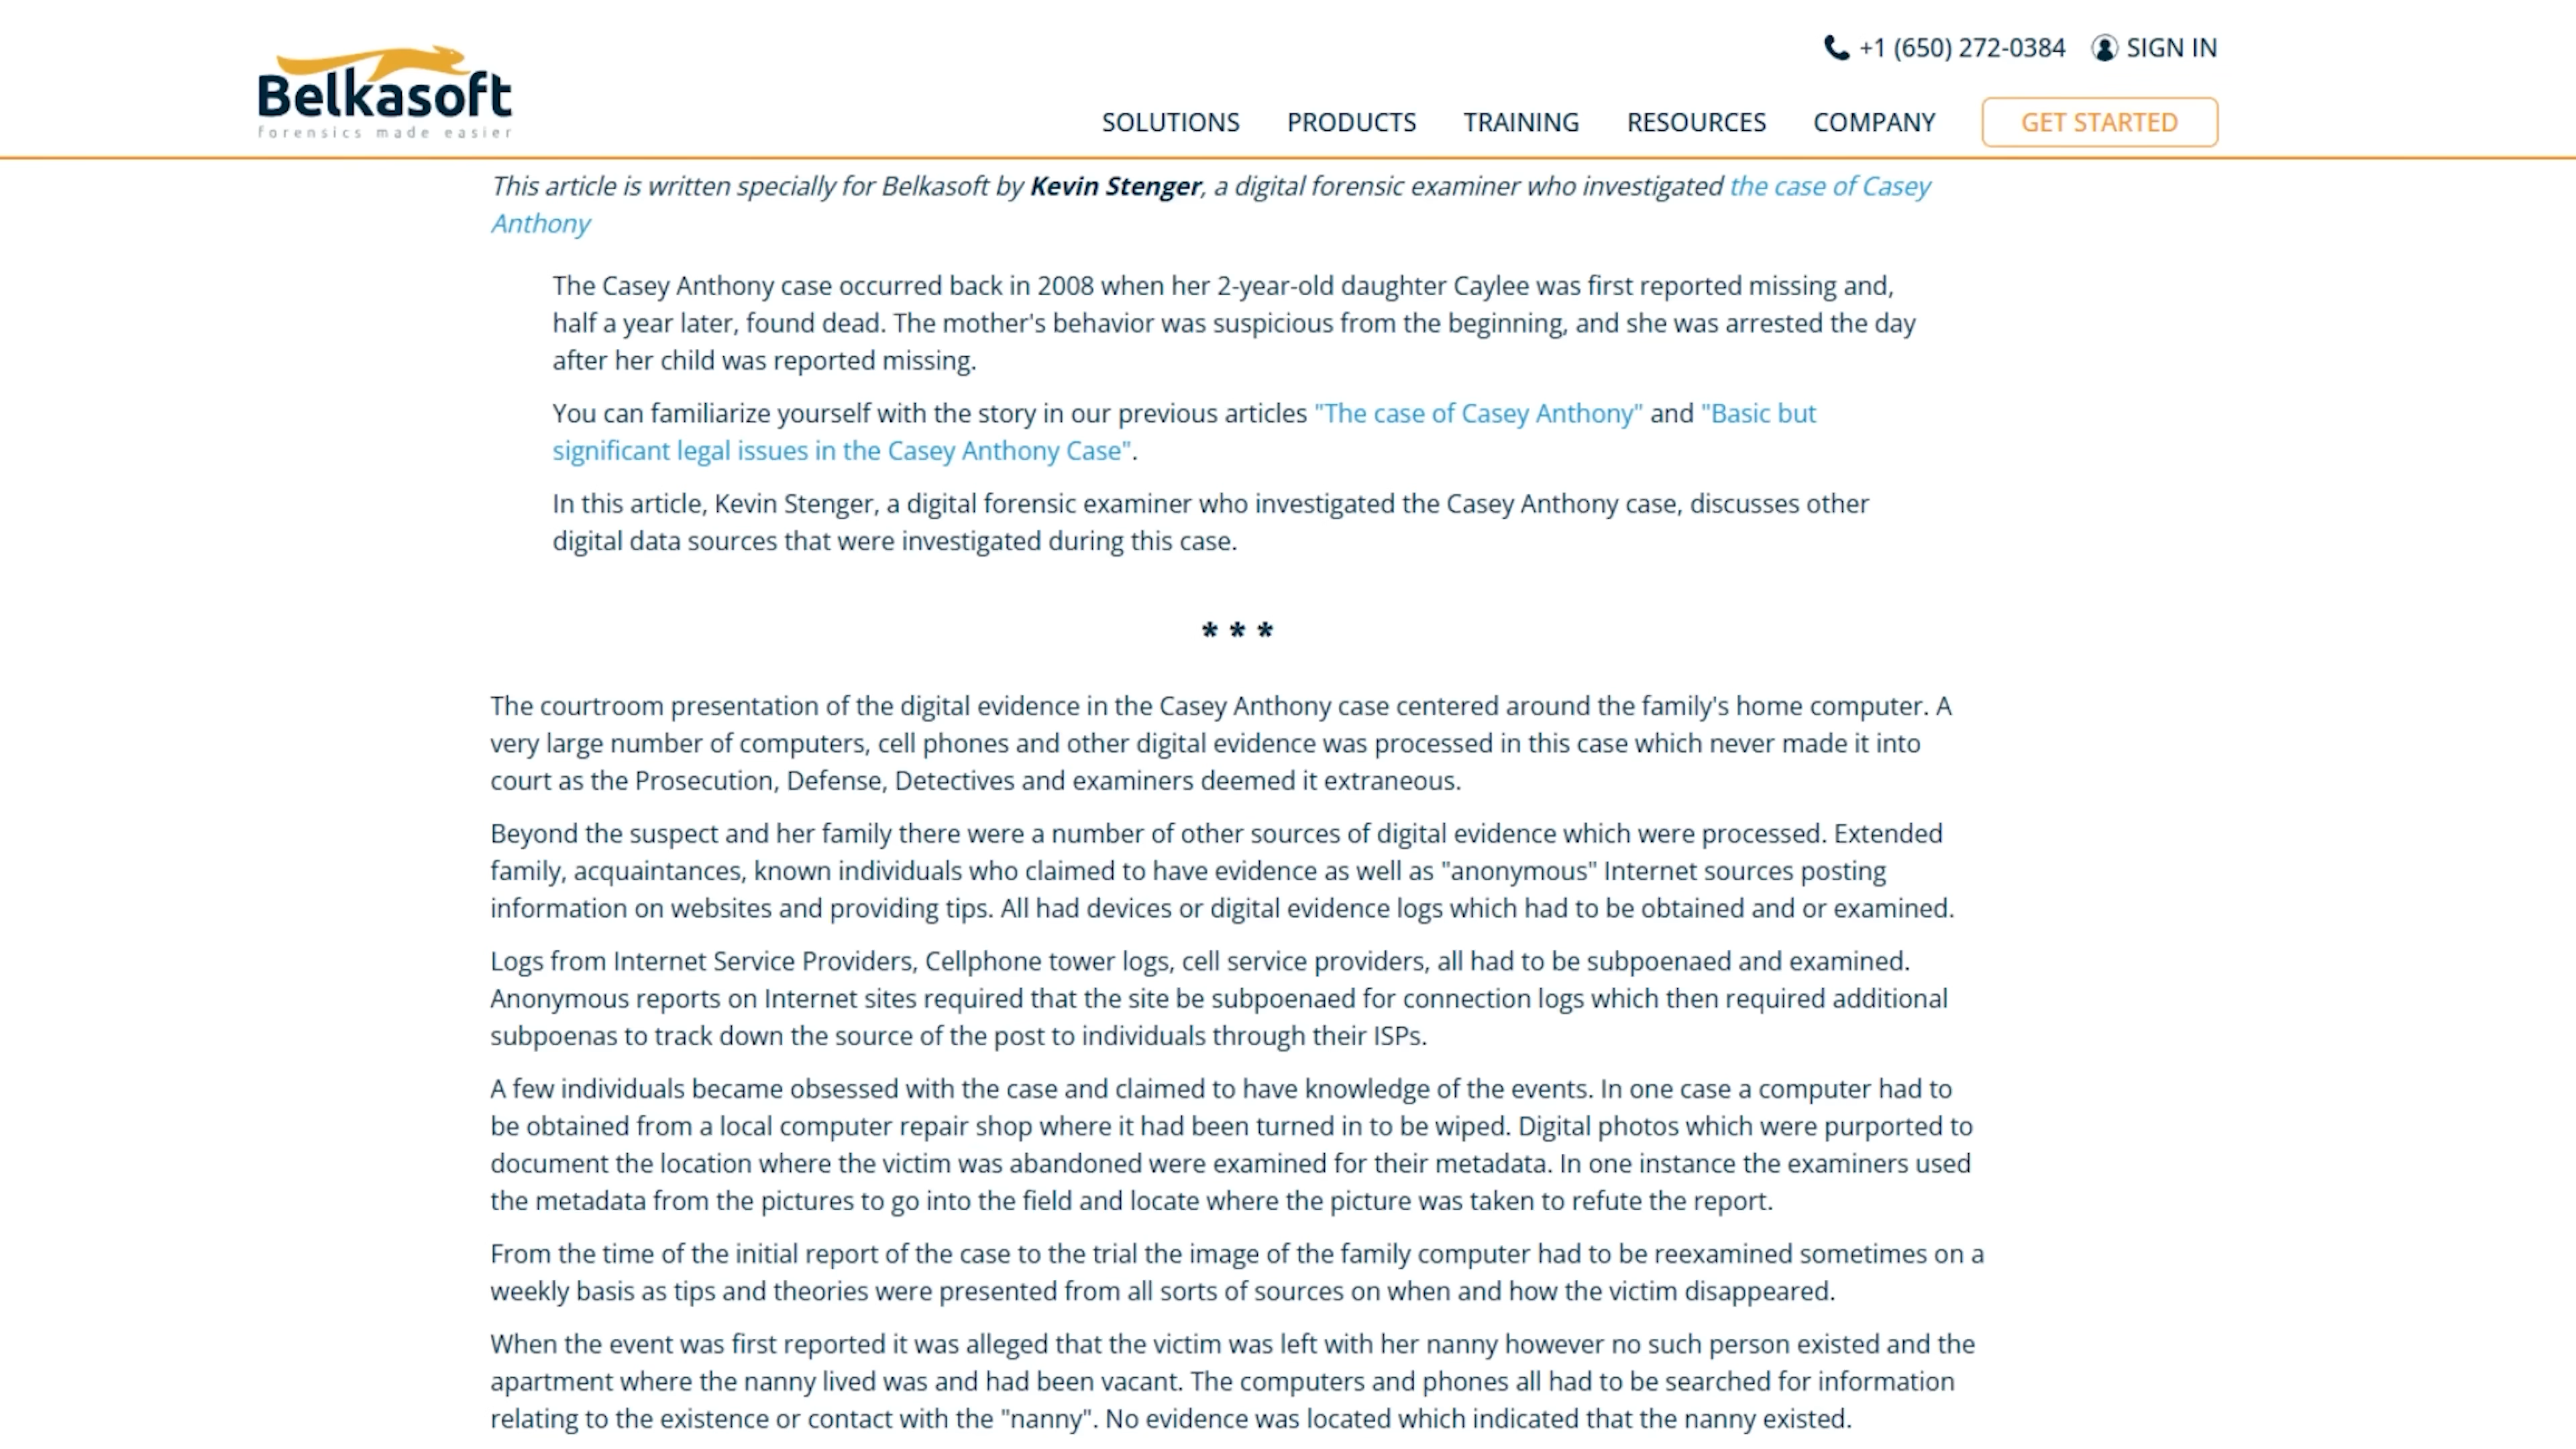 +1 (650) 272-0384 SIGN IN
Belkasoft
forensics made easier
SOLUTIONS PRODUCTS TRAINING RESOURCES COMPANY GET STARTED
This article is written specially for Belkasoft by Kevin Stenger, a digital forensic examiner who investigated the case of Casey
Anthony
The Casey Anthony case occurred back in 2008 when her 2-year-old daughter Caylee was first reported missing and,
half a year later, found dead. The mother's behavior was suspicious from the beginning, and she was arrested the day
after her child was reported missing.
You can familiarize yourself with the story in our previous articles "The case of Casey Anthony" and "Basic but
significant legal issues in the Casey Anthony Case".
In this article, Kevin Stenger, a digital forensic examiner who investigated the Casey Anthony case, discusses other
digital data sources that were investigated during this case.
* * *
The courtroom presentation of the digital evidence in the Casey Anthony case centered around the family's home computer. A
very large number of computers, cell phones and other digital evidence was processed in this case which never made it into
court as the Prosecution, Defense, Detectives and examiners deemed it extraneous.
Beyond the suspect and her family there were a number of other sources of digital evidence which were processed. Extended
family, acquaintances, known individuals who claimed to have evidence as well as "anonymous" Internet sources posting
information on websites and providing tips. All had devices or digital evidence logs which had to be obtained and or examined.
Logs from Internet Service Providers, Cellphone tower logs, cell service providers, all had to be subpoenaed and examined.
Anonymous reports on Internet sites required that the site be subpoenaed for connection logs which then required additional
subpoenas to track down the source of the post to individuals through their ISPs.
A few individuals became obsessed with the case and claimed to have knowledge of the events. In one case a computer had to
be obtained from a local computer repair shop where it had been turned in to be wiped. Digital photos which were purported to
document the location where the victim was abandoned were examined for their metadata. In one instance the examiners used
the metadata from the pictures to go into the field and locate where the picture was taken to refute the report.
From the time of the initial report of the case to the trial the image of the family computer had to be reexamined sometimes on a
weekly basis as tips and theories were presented from all sorts of sources on when and how the victim disappeared.
When the event was first reported it was alleged that the victim was left with her nanny however no such person existed and the
apartment where the nanny lived was and had been vacant. The computers and phones all had to be searched for information
relating to the existence or contact with the "nanny". No evidence was located which indicated that the nanny existed.